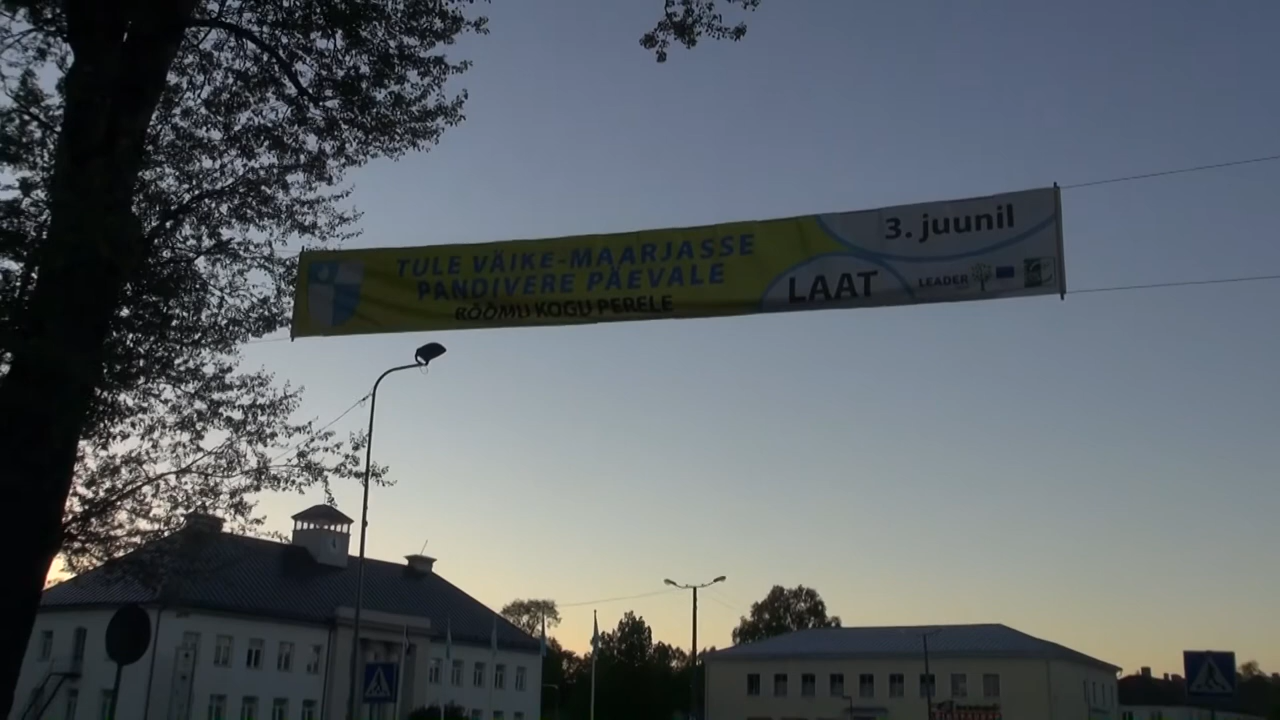 TULE VÄIKE-MAARJASSE
PANDIVERE PÄEVALE
RÕÕMU KOGU PERELE
3. juunil
LAAT
LEADER